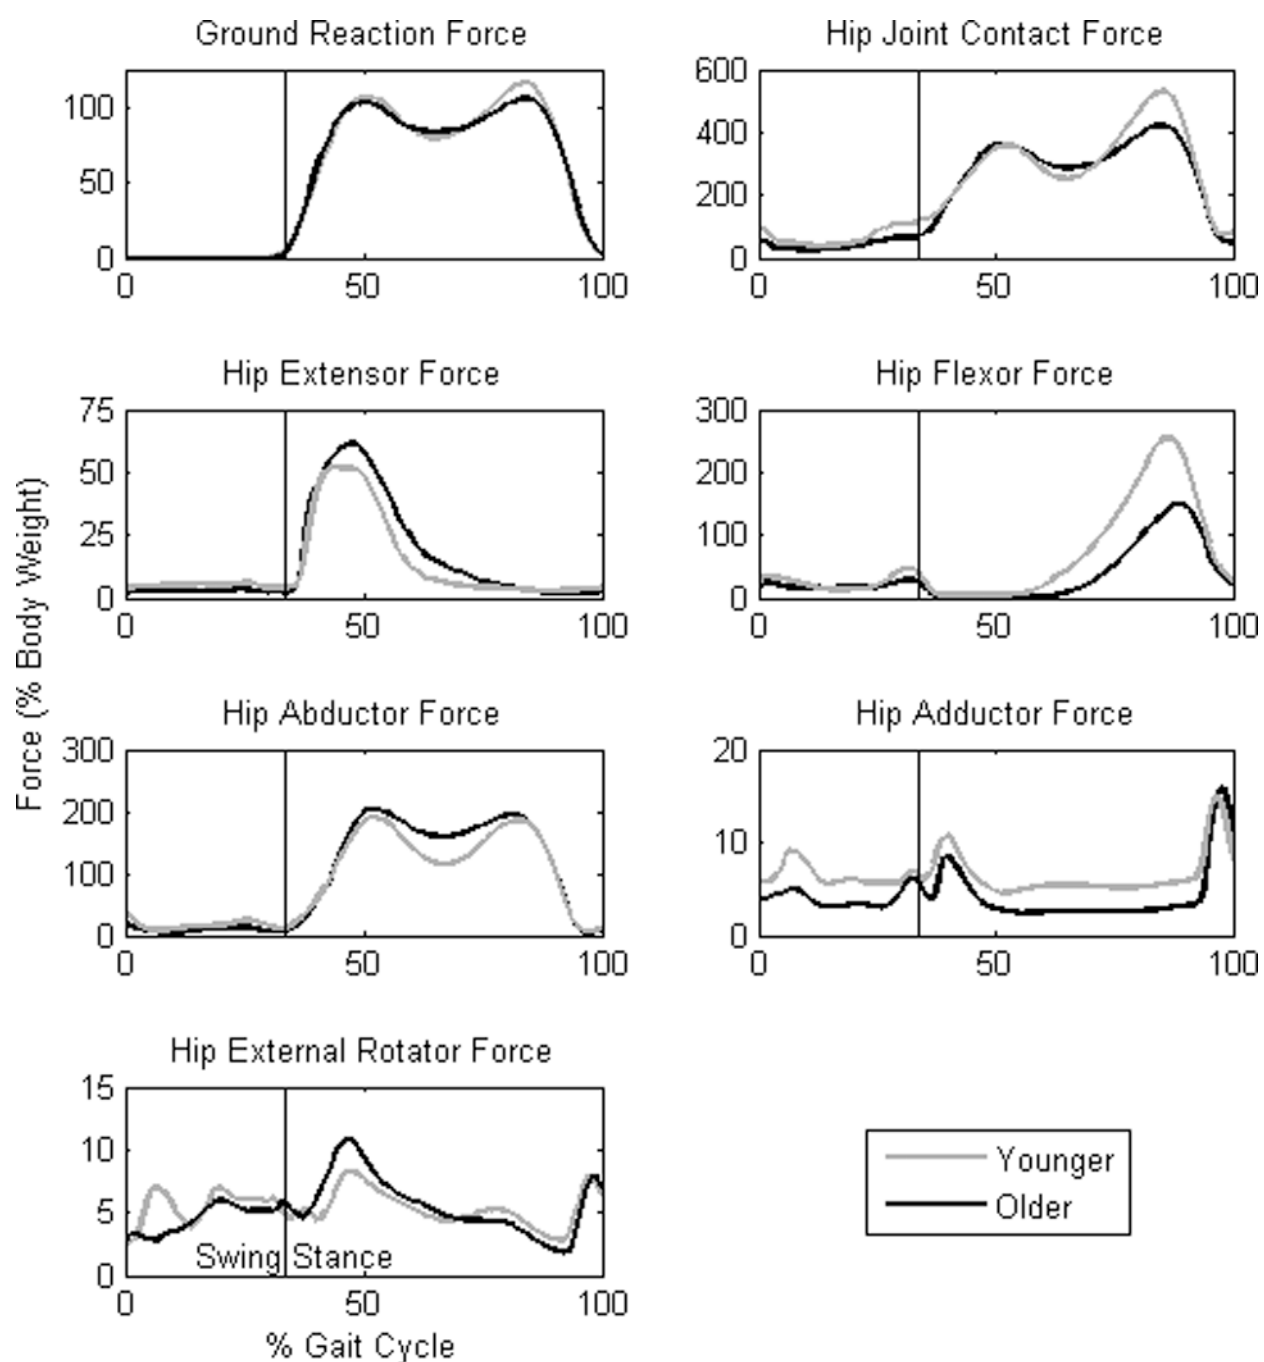 Ground Reaction Force
100
50
0
0 50 100
Hip Joint Contact Force
600
400
200
0
0 50 100
Hip Extensor Force
75
50
25
0
0 50 100
Hip Flexor Force
300
200
100
0
0 50 100
Force (% Body Weight)
Hip Abductor Force
300
200
100
0
0 50 100
Hip Adductor Force
20
10
0
0 50 100
Hip External Rotator Force
15
10
5
0
Swing Stance
0 50 100
% Gait Cycle
Younger
Older